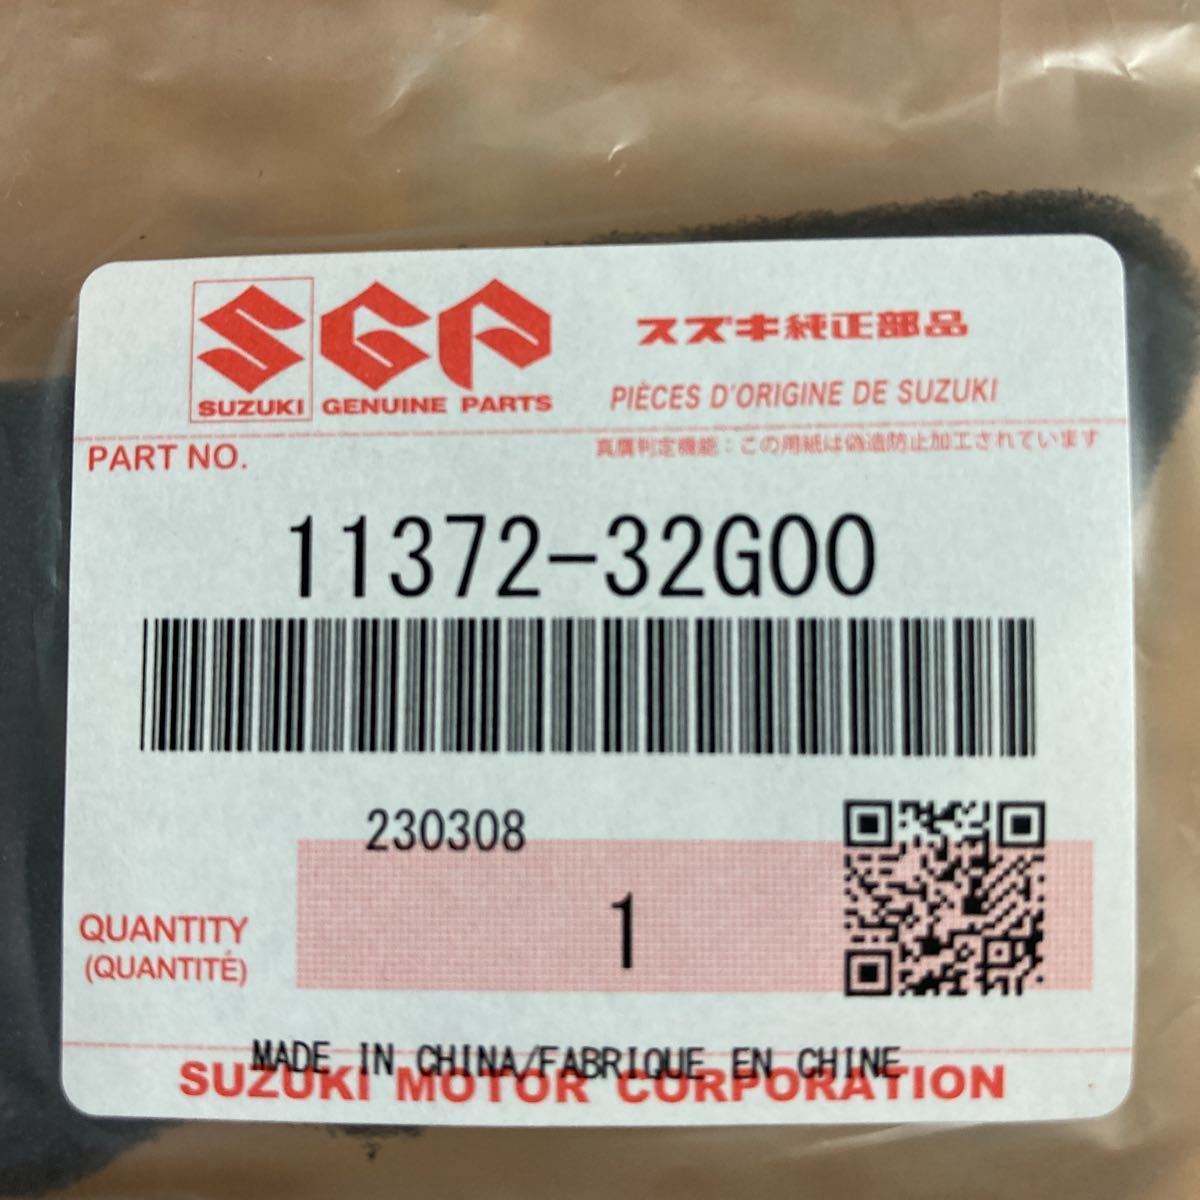 SGP
SUZUKI GENUINE PARTS
スズキ純正部品
PIÈCES D'ORIGINE DE SUZUKI
PART NO.
真贋判定機能：この用紙は偽造防止加工されています
11372-32G00
230308
QUANTITY
(QUANTITÉ)
1
MADE IN CHINA/FABRIQUE EN CHINE
SUZUKI MOTOR CORPORATION